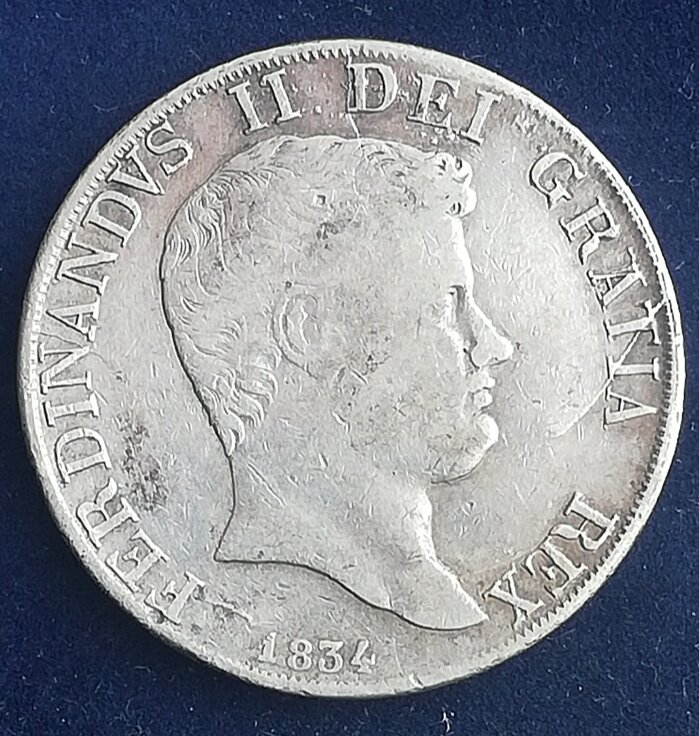 FERDINANDVS II DEI GRATIA REX
1834